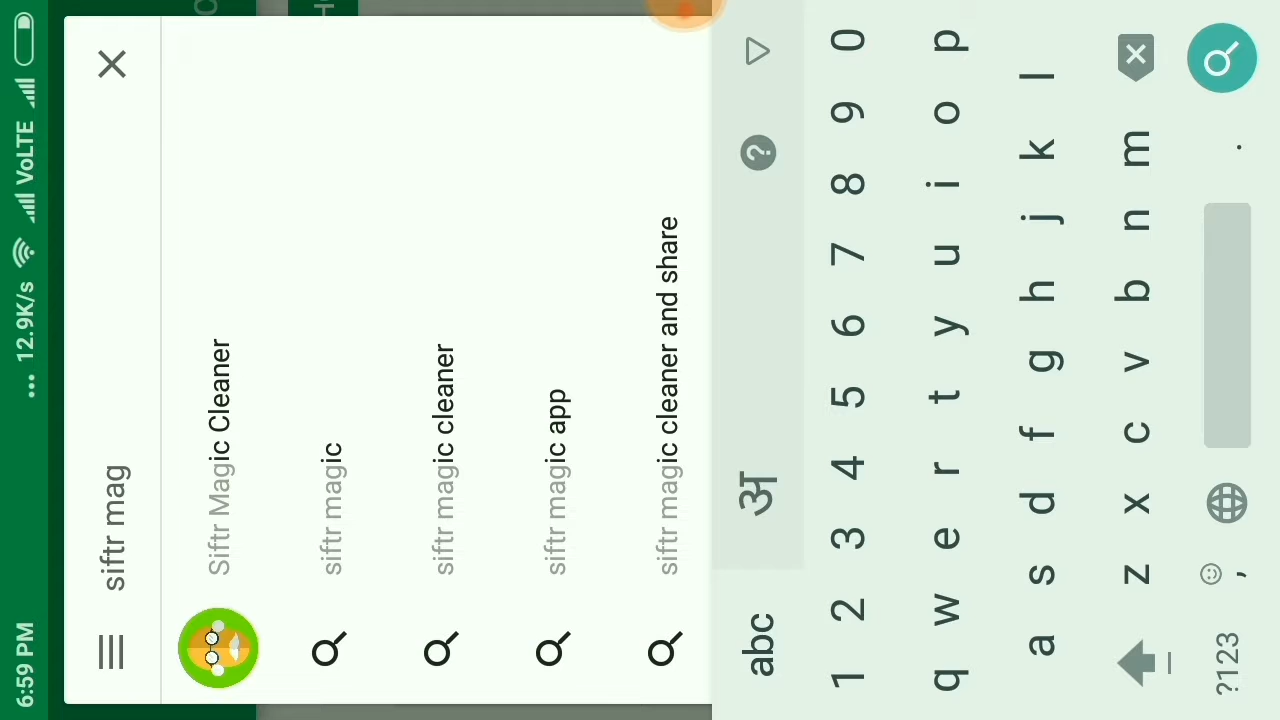 6:59 PM ... 12.9K/s VoLTE
siftr mag
Siftr Magic Cleaner
siftr magic
siftr magic cleaner
siftr magic app
siftr magic cleaner and share
abc अ ?
1 2 3 4 5 6 7 8 9 0
q w e r t y u i o p
a s d f g h j k l
z x c v b n m
?123 , .